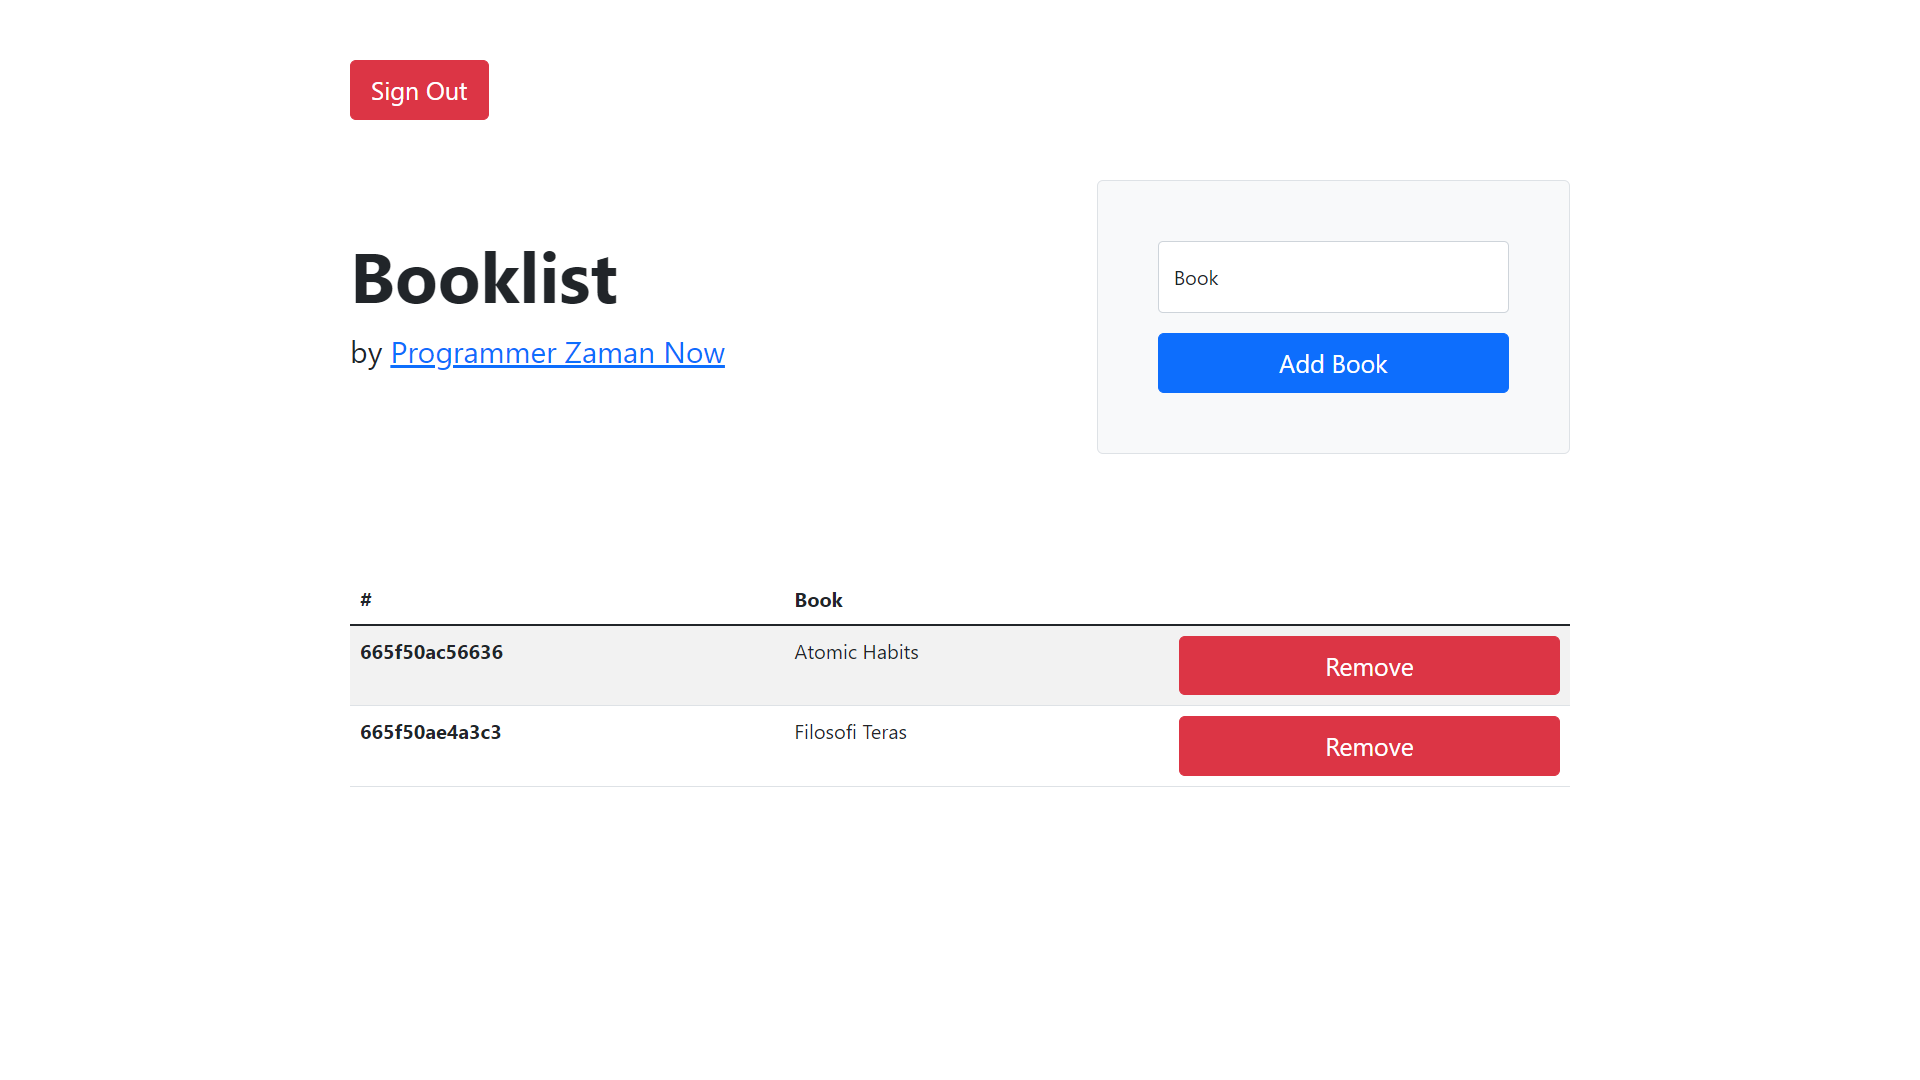 Sign Out
Booklist
by Programmer Zaman Now
Book
Add Book
# Book
665f50ac56636 Atomic Habits Remove
665f50ae4a3c3 Filosofi Teras Remove